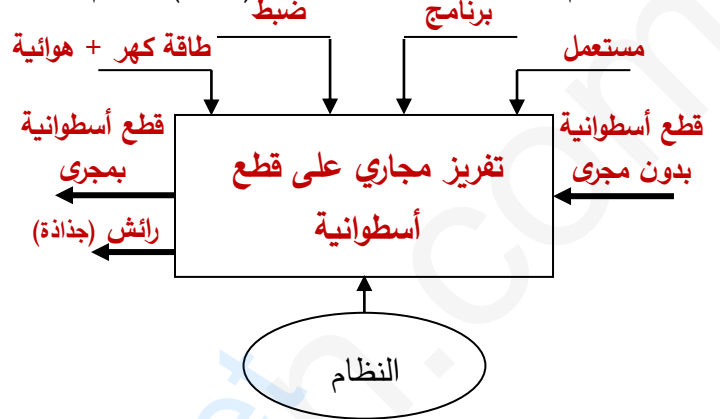 ضبط
برنامج
طاقة كهر + هوائية
مستعمل
قطع أسطوانية
بدون مجرى
تفريز مجاري على قطع
أسطوانية
قطع أسطوانية
بمجرى
رائش (جذاذة)
النظام